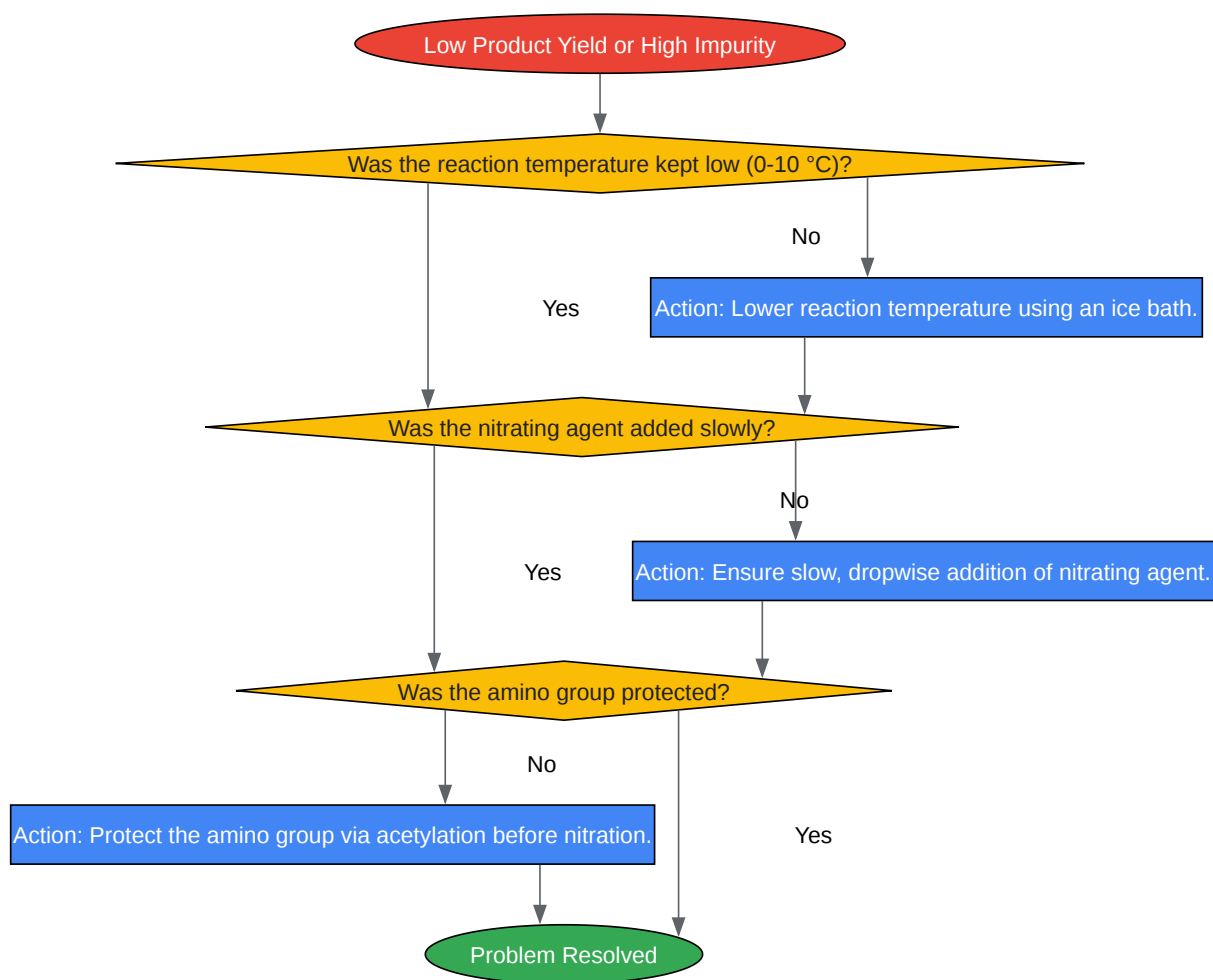 Low Product Yield or High Impurity
Was the reaction temperature kept low (0-10 °C)?
No
Yes
Action: Lower reaction temperature using an ice bath.
Was the nitrating agent added slowly?
No
Yes
Action: Ensure slow, dropwise addition of nitrating agent.
Was the amino group protected?
No
Action: Protect the amino group via acetylation before nitration.
Yes
Problem Resolved